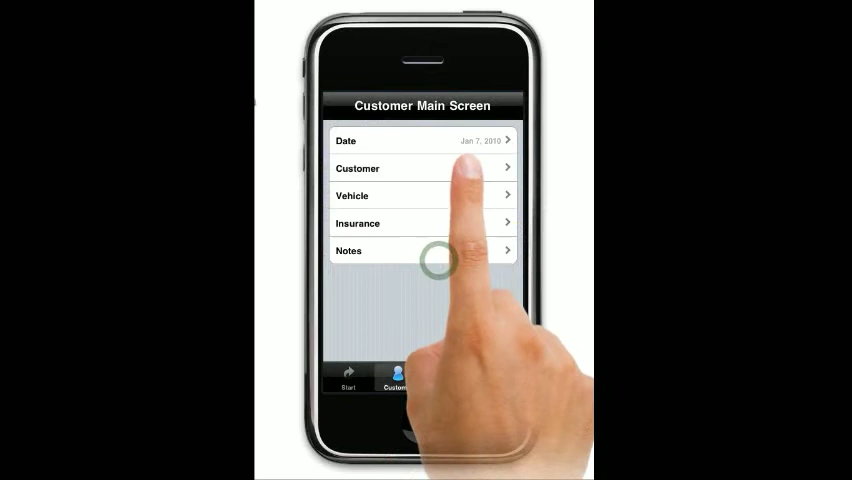 Customer Main Screen
Date Jan 7, 2010
Customer
Vehicle
Insurance
Notes
Start